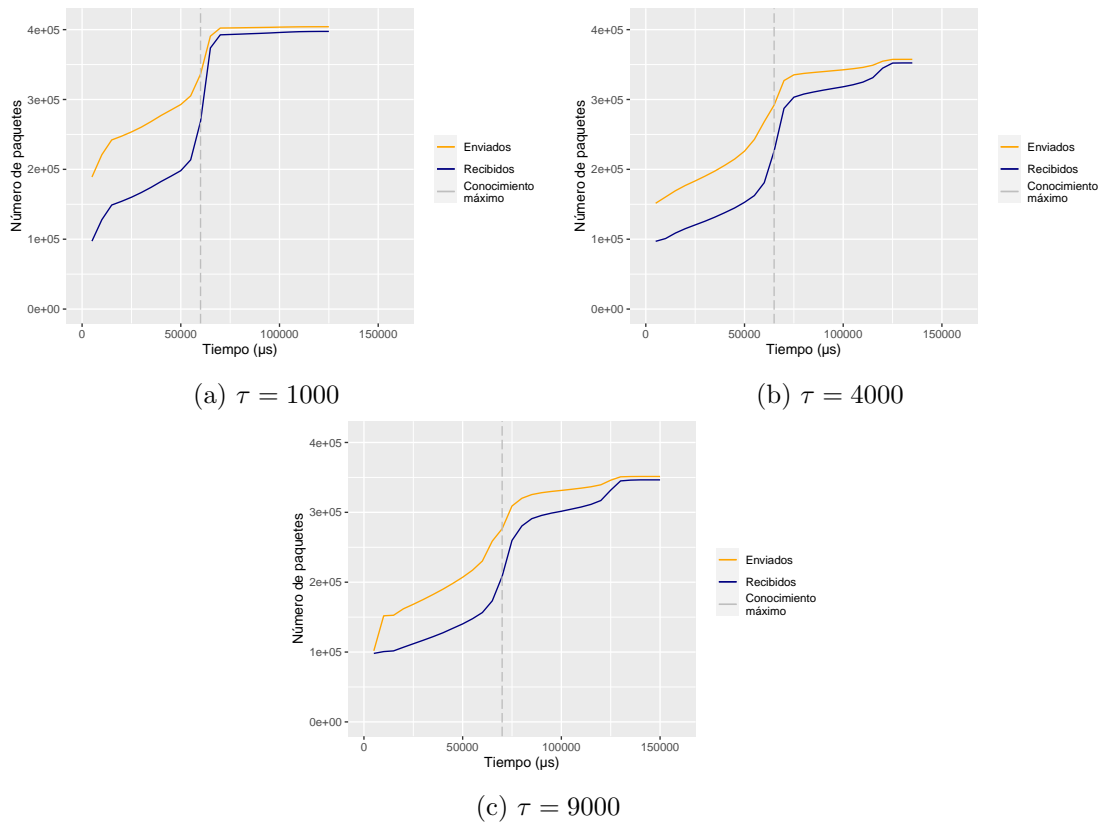 4e+05
3e+05
2e+05
1e+05
0e+00
Número de paquetes
0 50000 100000 150000
Tiempo (µs)
Enviados
Recibidos
Conocimiento
máximo
(a) τ = 1000
4e+05
3e+05
2e+05
1e+05
0e+00
Número de paquetes
0 50000 100000 150000
Tiempo (µs)
Enviados
Recibidos
Conocimiento
máximo
(b) τ = 4000
4e+05
3e+05
2e+05
1e+05
0e+00
Número de paquetes
0 50000 100000 150000
Tiempo (µs)
Enviados
Recibidos
Conocimiento
máximo
(c) τ = 9000